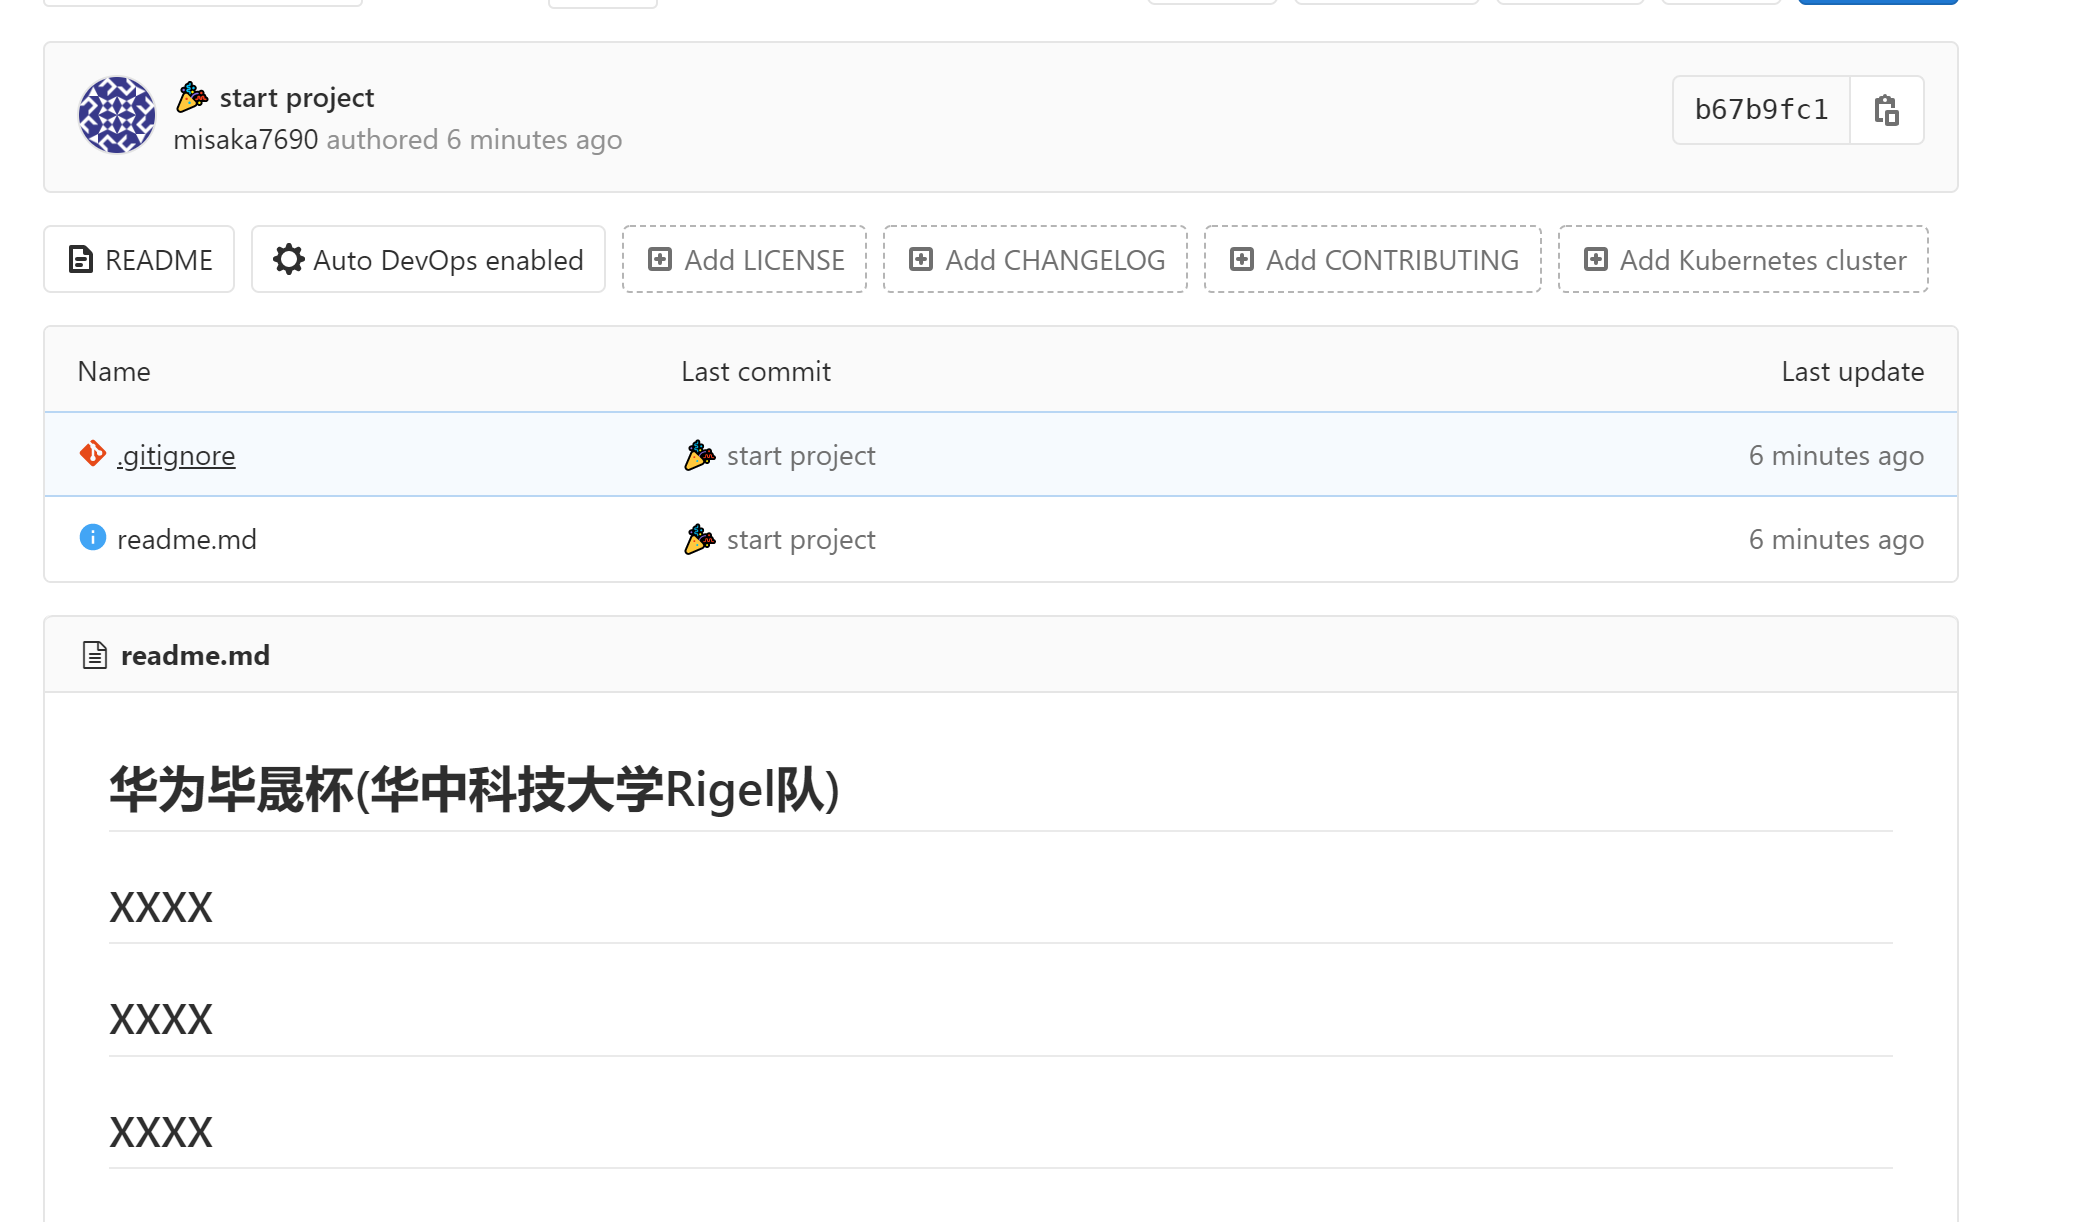 start project
misaka7690 authored 6 minutes ago
b67b9fc1
README
Auto DevOps enabled
Add LICENSE
Add CHANGELOG
Add CONTRIBUTING
Add Kubernetes cluster
Name Last commit Last update
.gitignore start project 6 minutes ago
readme.md start project 6 minutes ago
readme.md
华为毕晟杯(华中科技大学Rigel队)
XXXX
XXXX
XXXX